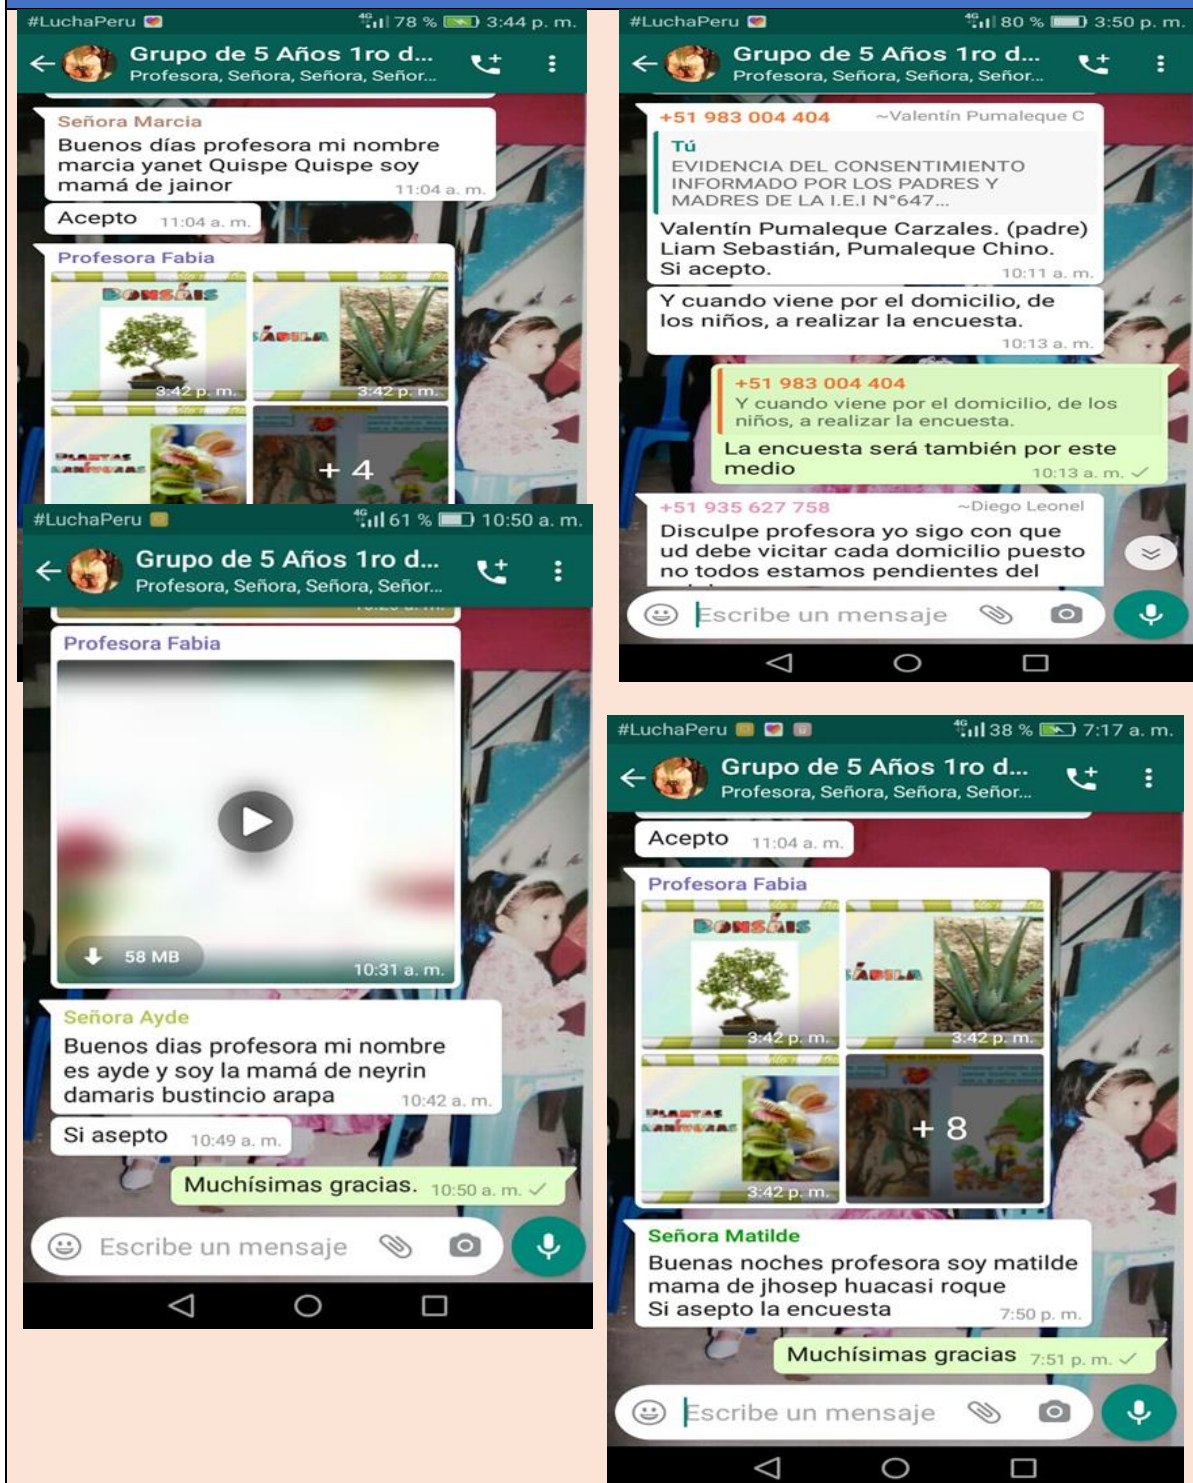 #LuchaPeru 4G 78 % 3:44 p. m.
Grupo de 5 Años 1ro d...
Profesora, Señora, Señora, Señor...
Señora Marcia
Buenos días profesora mi nombre
marcia yanet Quispe Quispe soy
mamá de jainor 11:04 a. m.
Acepto 11:04 a. m.
Profesora Fabia
BONSÁIS
3:42 p. m.
SÁBILA
3:42 p. m.
PLANTAS
+ 4
#LuchaPeru 4G 80 % 3:50 p. m.
Grupo de 5 Años 1ro d...
Profesora, Señora, Señora, Señor...
+51 983 004 404 ~Valentín Pumaleque C
Tú
EVIDENCIA DEL CONSENTIMIENTO
INFORMADO POR LOS PADRES Y
MADRES DE LA I.E.I N°647...
Valentín Pumaleque Carzales. (padre)
Liam Sebastián, Pumaleque Chino.
Si acepto. 10:11 a. m.
Y cuando viene por el domicilio, de
los niños, a realizar la encuesta.
10:13 a. m.
+51 983 004 404
Y cuando viene por el domicilio, de los
niños, a realizar la encuesta.
La encuesta será también por este
medio 10:13 a. m.
+51 935 627 758 ~Diego Leonel
Disculpe profesora yo sigo con que
ud debe vicitar cada domicilio puesto
no todos estamos pendientes del
Escribe un mensaje
#LuchaPeru 4G 61 % 10:50 a. m.
Grupo de 5 Años 1ro d...
Profesora, Señora, Señora, Señor...
Profesora Fabia
58 MB
10:31 a. m.
Señora Ayde
Buenos dias profesora mi nombre
es ayde y soy la mamá de neyrin
damaris bustincio arapa 10:42 a. m.
Si asepto 10:49 a. m.
Muchísimas gracias. 10:50 a. m.
Escribe un mensaje
#LuchaPeru 4G 38 % 7:17 a. m.
Grupo de 5 Años 1ro d...
Profesora, Señora, Señora, Señor...
Acepto 11:04 a. m.
Profesora Fabia
BONSÁIS
3:42 p. m.
SÁBILA
3:42 p. m.
PLANTAS
3:42 p. m.
+ 8
Señora Matilde
Buenas noches profesora soy matilde
mama de jhosep huacasi roque
Si asepto la encuesta 7:50 p. m.
Muchísimas gracias 7:51 p. m.
Escribe un mensaje